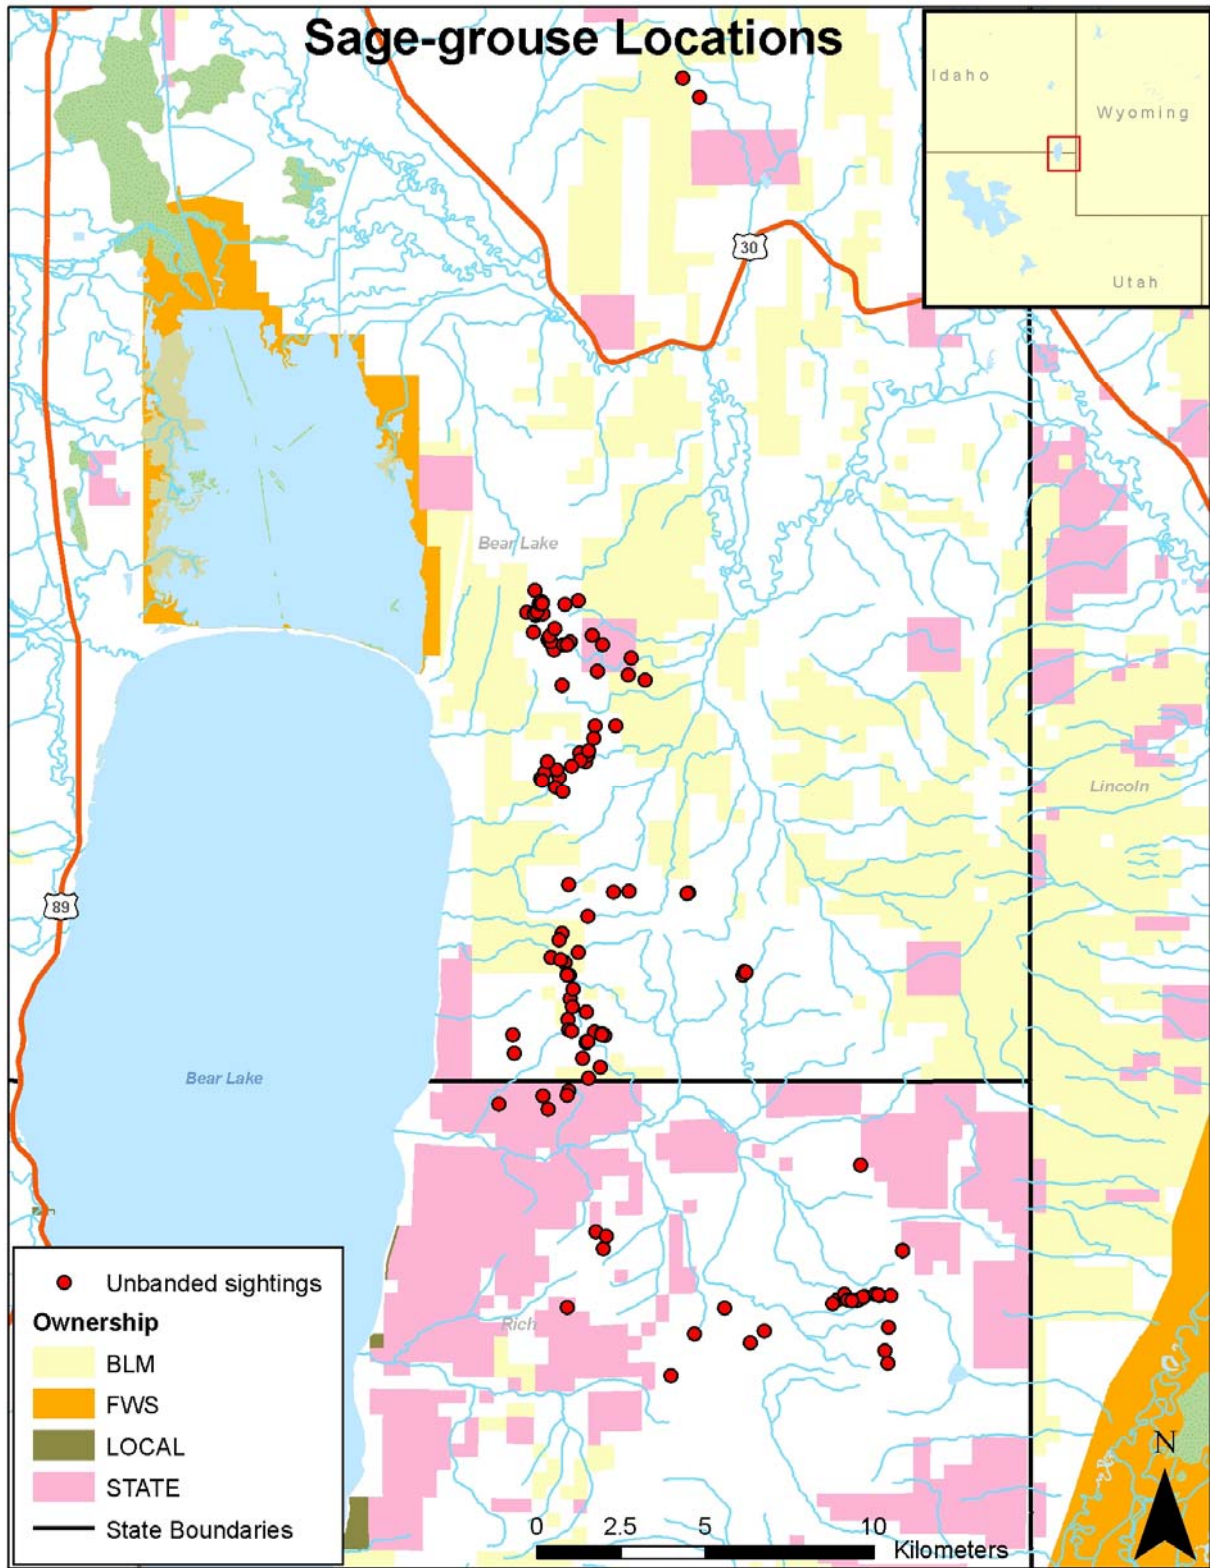 Sage-grouse Locations
Idaho
Wyoming
Utah
30
Bear Lake
Lincoln
89
Bear Lake
Rich
Unbanded sightings
Ownership
BLM
FWS
LOCAL
STATE
State Boundaries
N
0 2.5 5 10
Kilometers